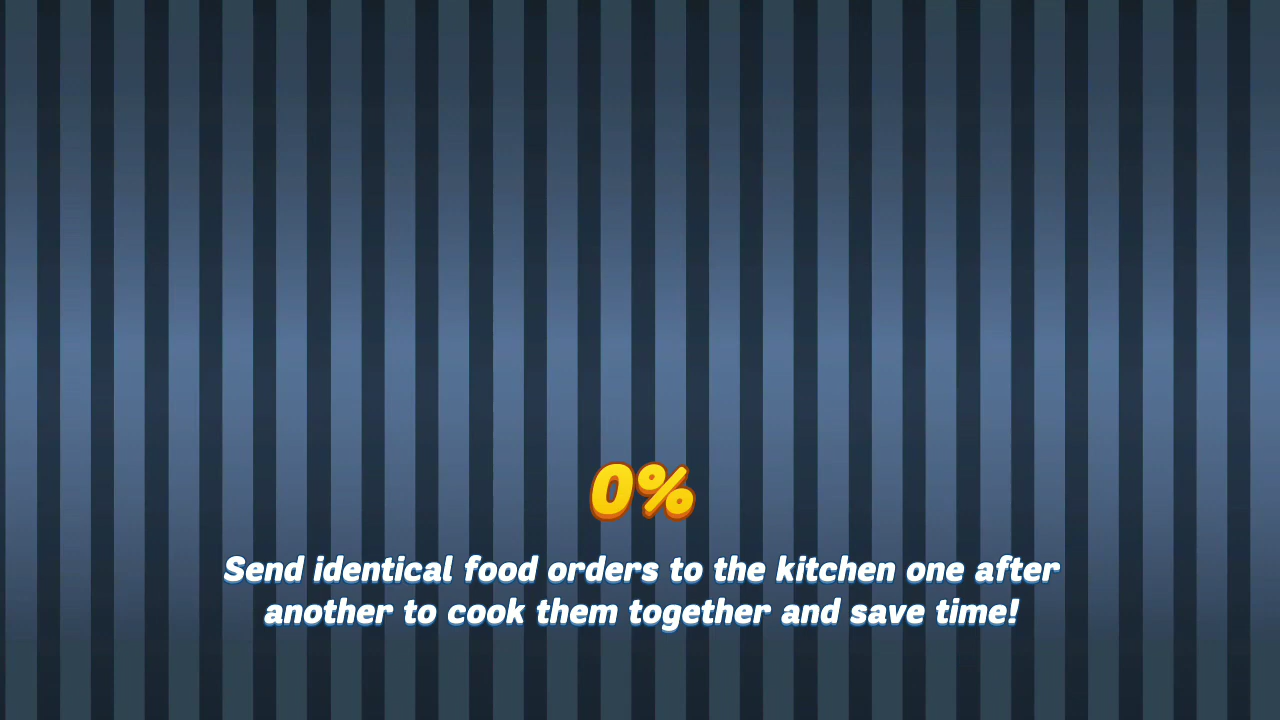 0%
Send identical food orders to the kitchen one after
another to cook them together and save time!